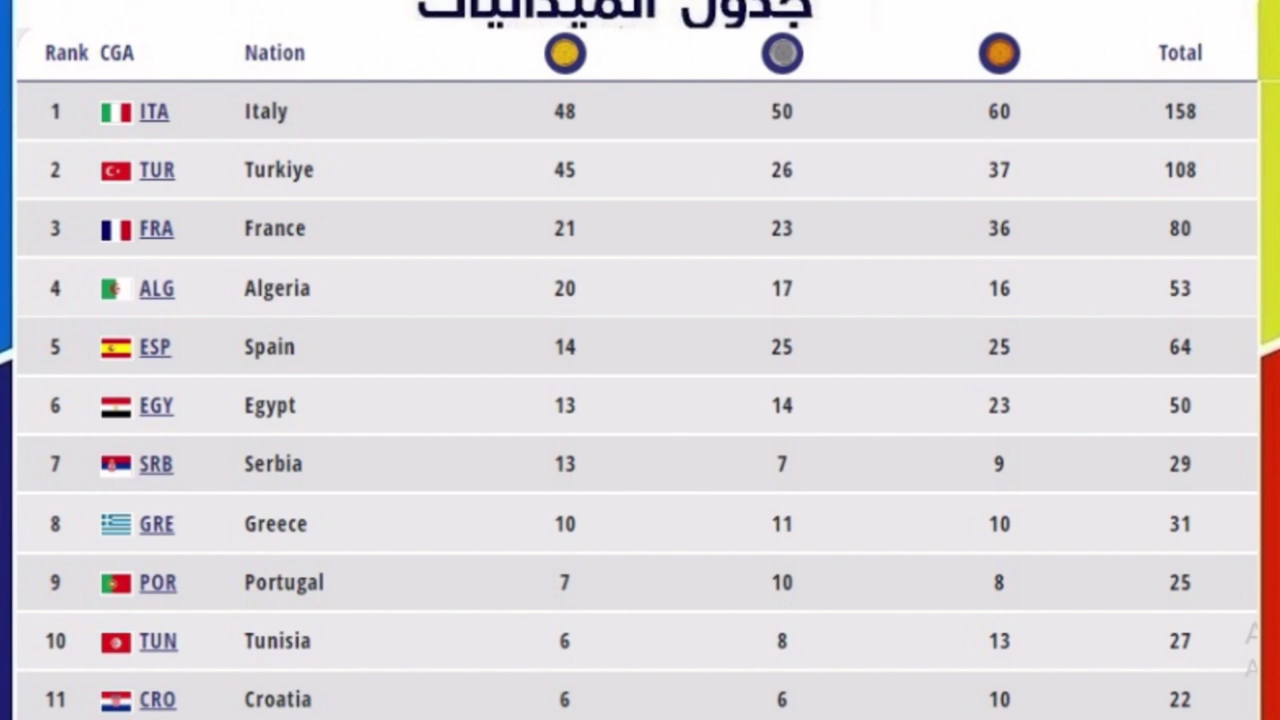 جدول الميداليات
Rank CGA Nation Total
1 ITA Italy 48 50 60 158
2 TUR Turkiye 45 26 37 108
3 FRA France 21 23 36 80
4 ALG Algeria 20 17 16 53
5 ESP Spain 14 25 25 64
6 EGY Egypt 13 14 23 50
7 SRB Serbia 13 7 9 29
8 GRE Greece 10 11 10 31
9 POR Portugal 7 10 8 25
10 TUN Tunisia 6 8 13 27
11 CRO Croatia 6 6 10 22